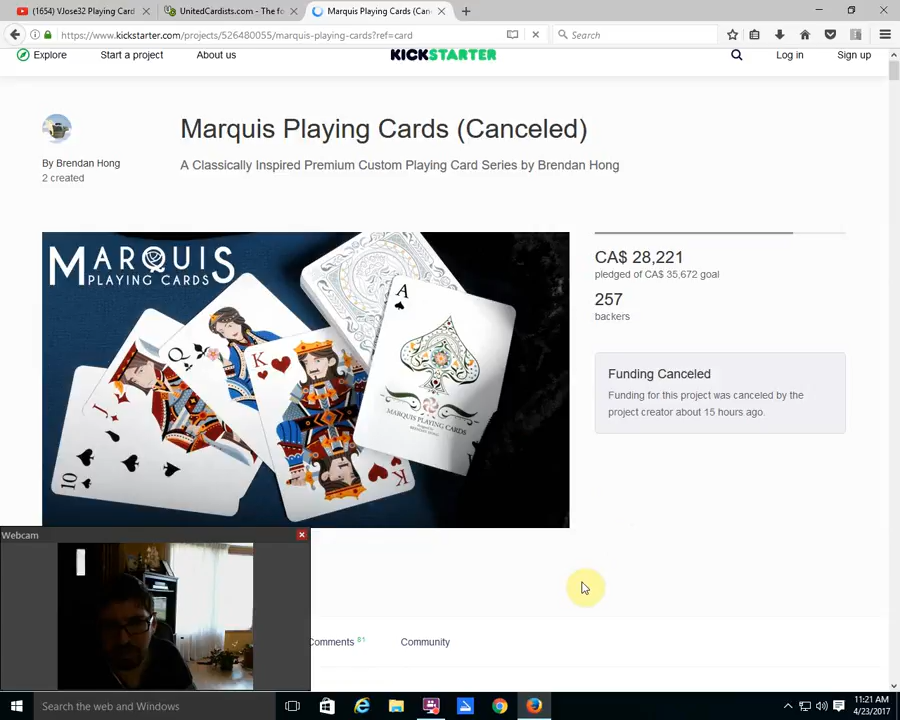 (1654) VJose32 Playing Card
UnitedCardists.com - The fo
Marquis Playing Cards (Can
https://www.kickstarter.com/projects/526480055/marquis-playing-cards?ref=card
Search
Explore
Start a project
About us
KICKSTARTER
Log in
Sign up
Marquis Playing Cards (Canceled)
A Classically Inspired Premium Custom Playing Card Series by Brendan Hong
By Brendan Hong
2 created
MARQUIS
PLAYING CARDS
A
Q
K
J
10
K
MARQUIS PLAYING CARDS
CA$ 28,221
pledged of CA$ 35,672 goal
257
backers
Funding Canceled
Funding for this project was canceled by the
project creator about 15 hours ago.
Webcam
Comments 81
Community
Search the web and Windows
11:21 AM
4/23/2017